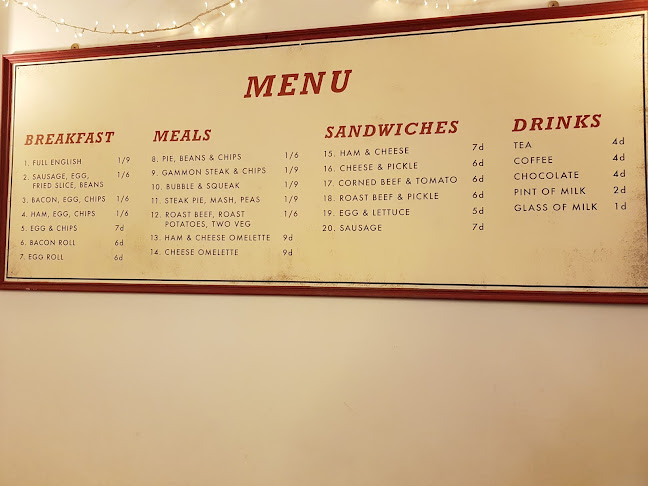 MENU
BREAKFAST
1. FULL ENGLISH 1/9
2. SAUSAGE, EGG, 1/6
FRIED SLICE, BEANS
3. BACON, EGG, CHIPS 1/6
4. HAM, EGG, CHIPS 1/6
5. EGG & CHIPS 7d
6. BACON ROLL 6d
7. EGG ROLL 6d
MEALS
8. PIE, BEANS & CHIPS 1/6
9. GAMMON STEAK & CHIPS 1/9
10. BUBBLE & SQUEAK 1/9
11. STEAK PIE, MASH, PEAS 1/9
12. ROAST BEEF, ROAST 1/6
POTATOES, TWO VEG
13. HAM & CHEESE OMELETTE 9d
14. CHEESE OMELETTE 9d
SANDWICHES
15. HAM & CHEESE 7d
16. CHEESE & PICKLE 6d
17. CORNED BEEF & TOMATO 6d
18. ROAST BEEF & PICKLE 6d
19. EGG & LETTUCE 5d
20. SAUSAGE 7d
DRINKS
TEA 4d
COFFEE 4d
CHOCOLATE 4d
PINT OF MILK 2d
GLASS OF MILK 1d